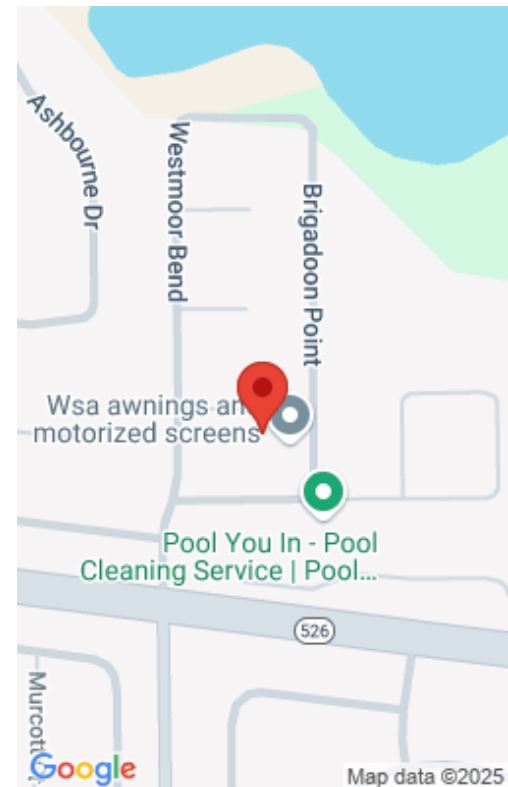 Ashbourne Dr
Westmoor Bend
Brigadoon Point
Wsa awnings an
motorized screens
Pool You In - Pool
Cleaning Service | Pool...
526
Murcott
Google
Map data ©2025